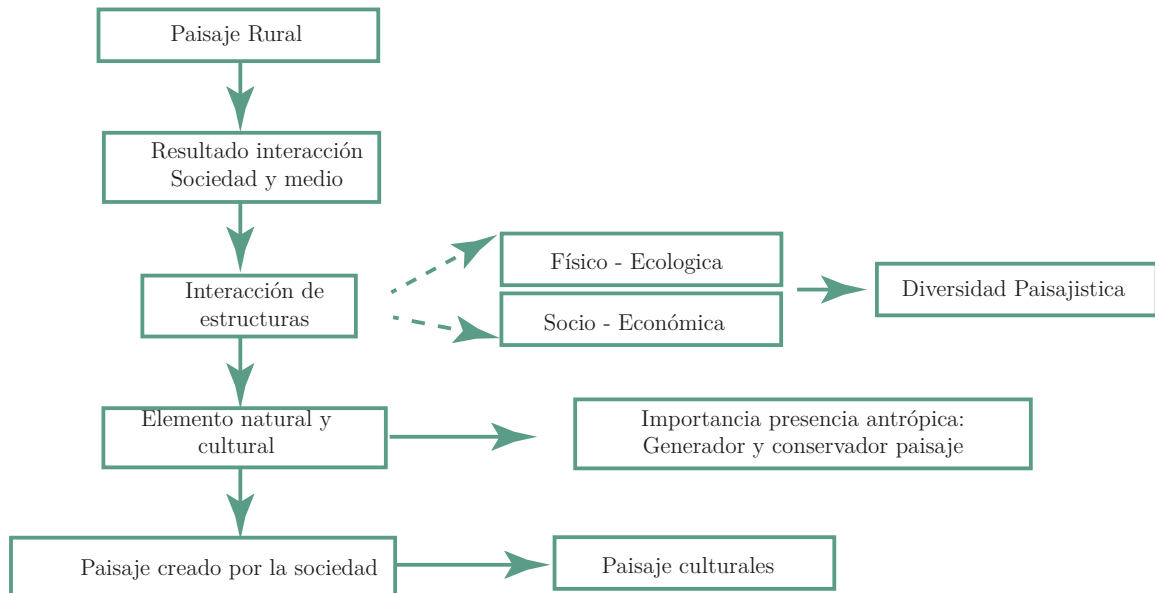 Paisaje Rural
Resultado interacción
Sociedad y medio
Interacción de
estructuras
Físico - Ecologica
Socio - Económica
Diversidad Paisajistica
Elemento natural y
cultural
Importancia presencia antrópica:
Generador y conservador paisaje
Paisaje creado por la sociedad
Paisaje culturales